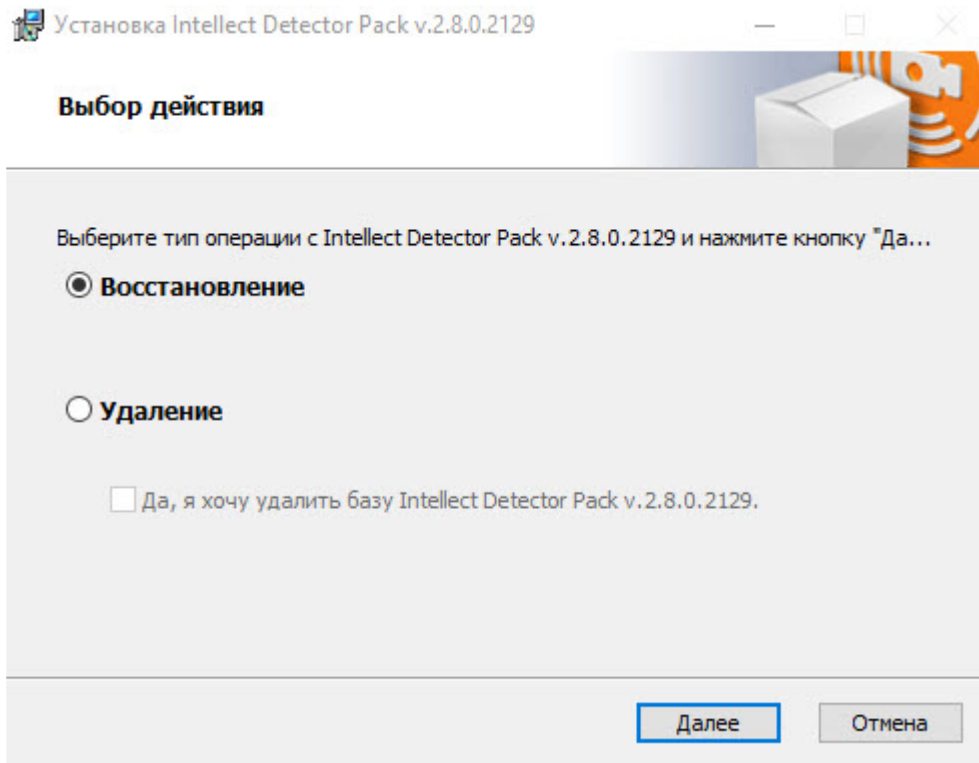 Установка Intellect Detector Pack v.2.8.0.2129
Выбор действия
Выберите тип операции с Intellect Detector Pack v.2.8.0.2129 и нажмите кнопку "Да...
Восстановление
Удаление
Да, я хочу удалить базу Intellect Detector Pack v.2.8.0.2129.
Далее
Отмена